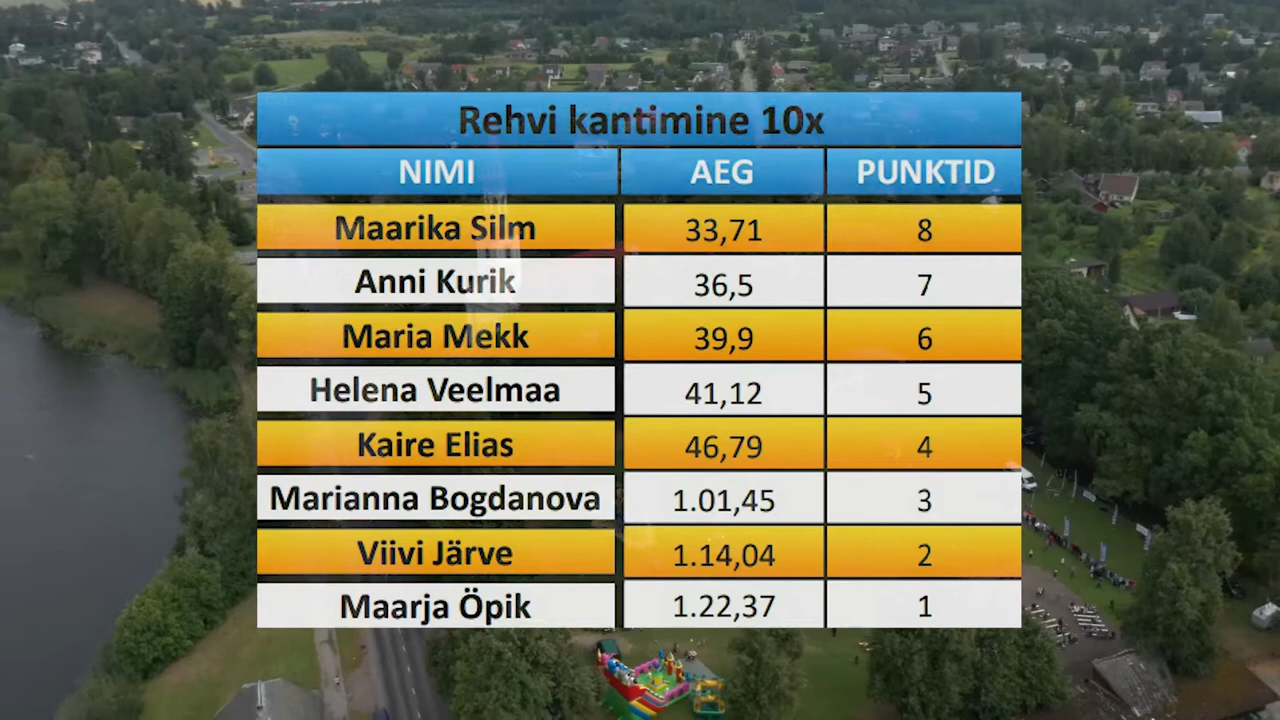 Rehvi kantimine 10x
NIMI AEG PUNKTID
Maarika Silm 33,71 8
Anni Kurik 36,5 7
Maria Mekk 39,9 6
Helena Veelmaa 41,12 5
Kaire Elias 46,79 4
Marianna Bogdanova 1.01,45 3
Viivi Järve 1.14,04 2
Maarja Öpik 1.22,37 1